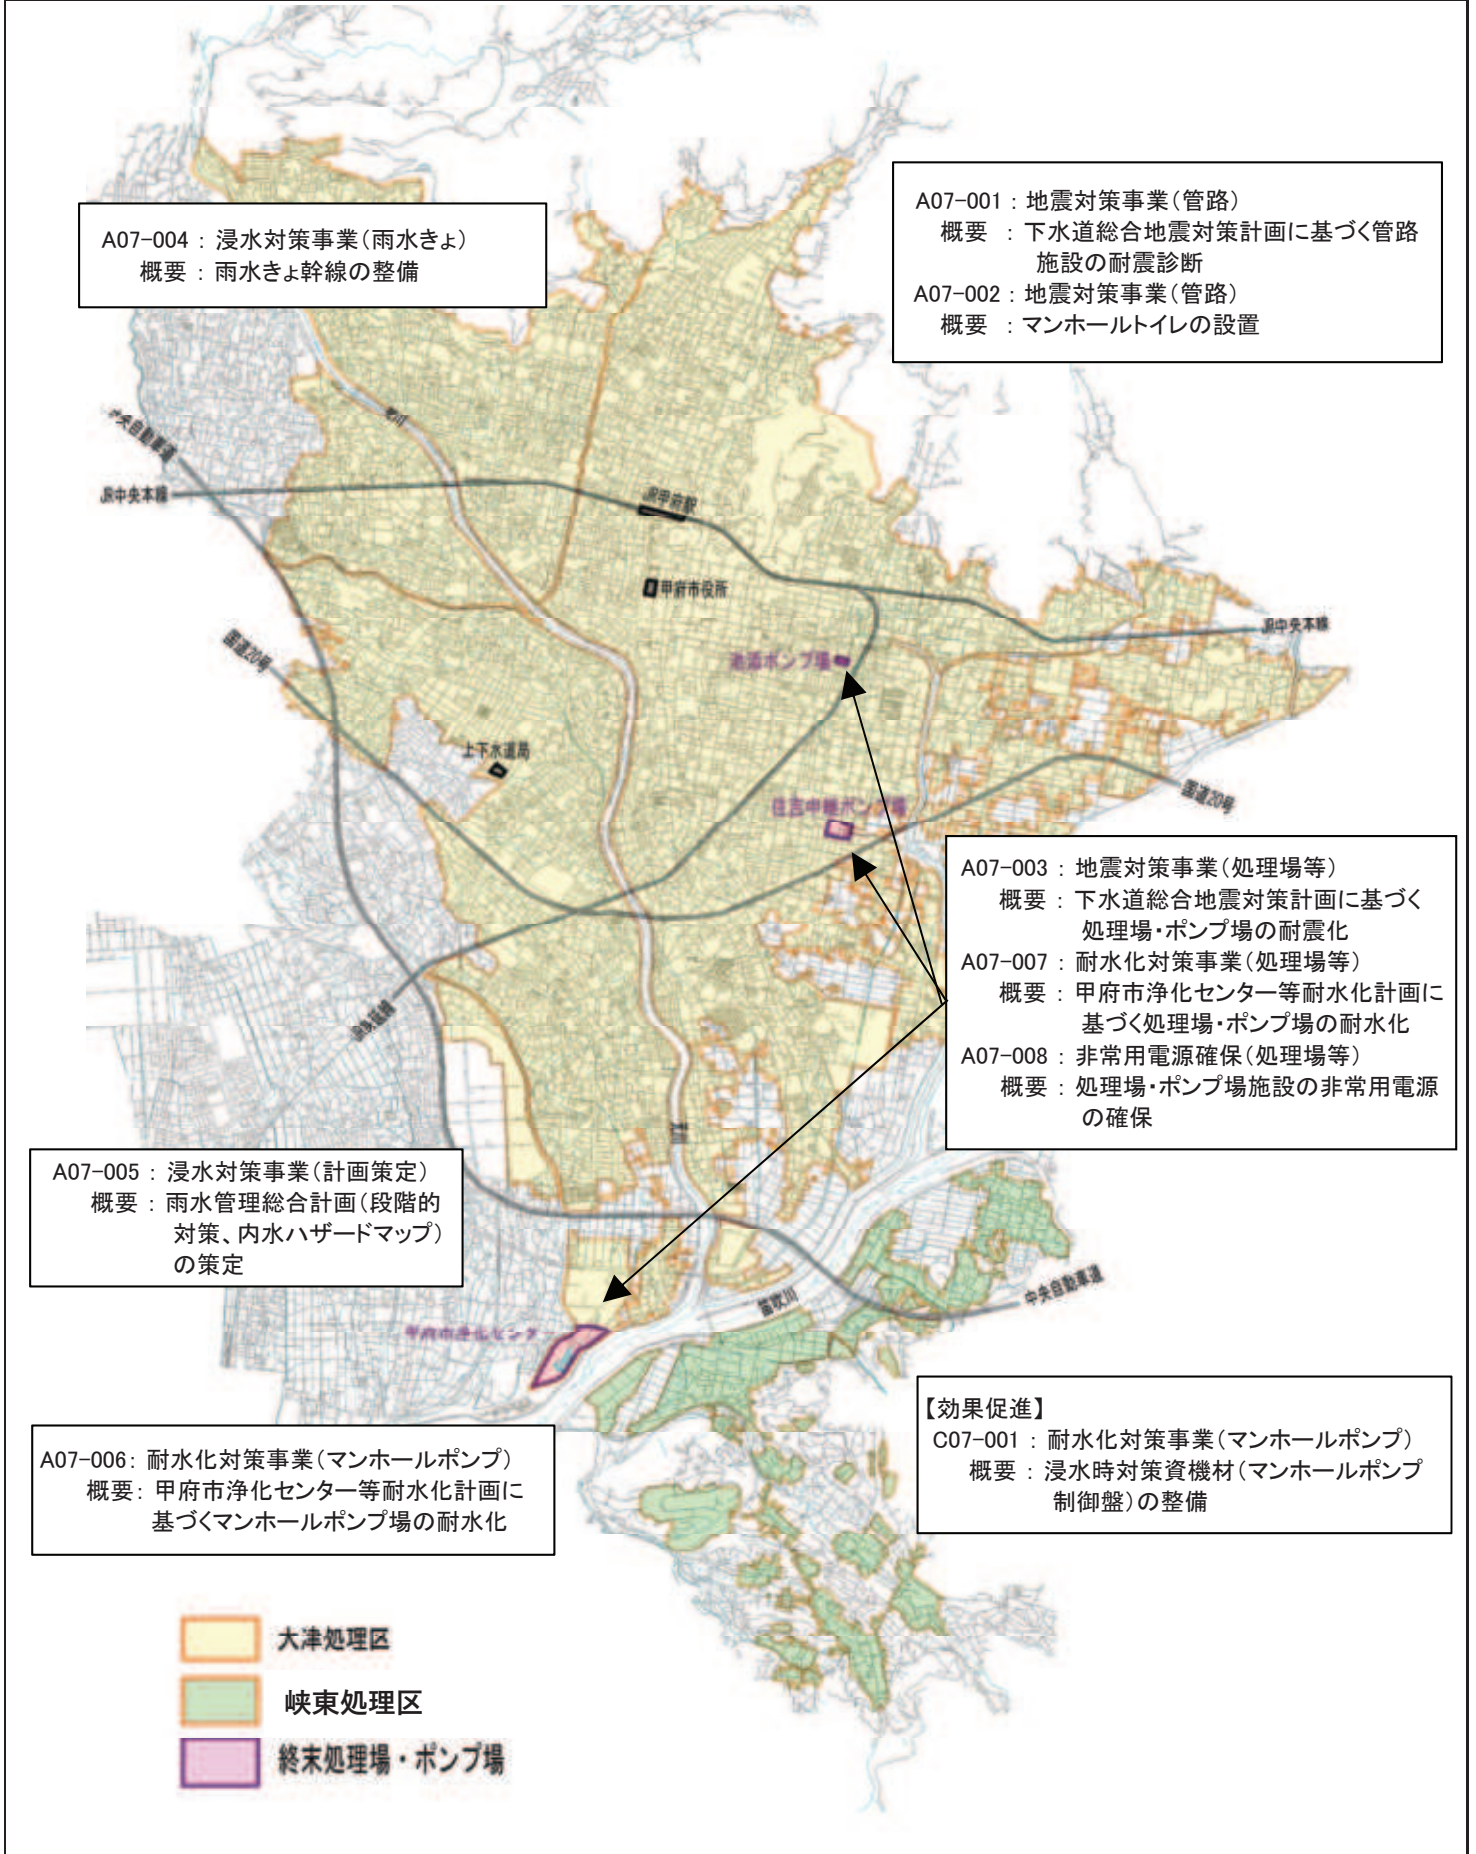 A07-004 : 浸水対策事業(雨水きょ)
概要 : 雨水きょ幹線の整備
A07-001 : 地震対策事業(管路)
概要 : 下水道総合地震対策計画に基づく管路
施設の耐震診断
A07-002 : 地震対策事業(管路)
概要 : マンホールトイレの設置
荒川
中央自動車道
JR中央本線
JR甲府駅
甲府市役所
JR中央本線
国道20号
池添ポンプ場
上下水道局
住吉中継ポンプ場
国道20号
A07-003 : 地震対策事業(処理場等)
概要 : 下水道総合地震対策計画に基づく
処理場・ポンプ場の耐震化
A07-007 : 耐水化対策事業(処理場等)
概要 : 甲府市浄化センター等耐水化計画に
基づく処理場・ポンプ場の耐水化
A07-008 : 非常用電源確保(処理場等)
概要 : 処理場・ポンプ場施設の非常用電源
の確保
JR身延線
荒川
A07-005 : 浸水対策事業(計画策定)
概要 : 雨水管理総合計画(段階的
対策、内水ハザードマップ)
の策定
笛吹川
中央自動車道
甲府市浄化センター
【効果促進】
C07-001 : 耐水化対策事業(マンホールポンプ)
概要 : 浸水時対策資機材(マンホールポンプ
制御盤)の整備
A07-006: 耐水化対策事業(マンホールポンプ)
概要: 甲府市浄化センター等耐水化計画に
基づくマンホールポンプ場の耐水化
大津処理区
峡東処理区
終末処理場・ポンプ場